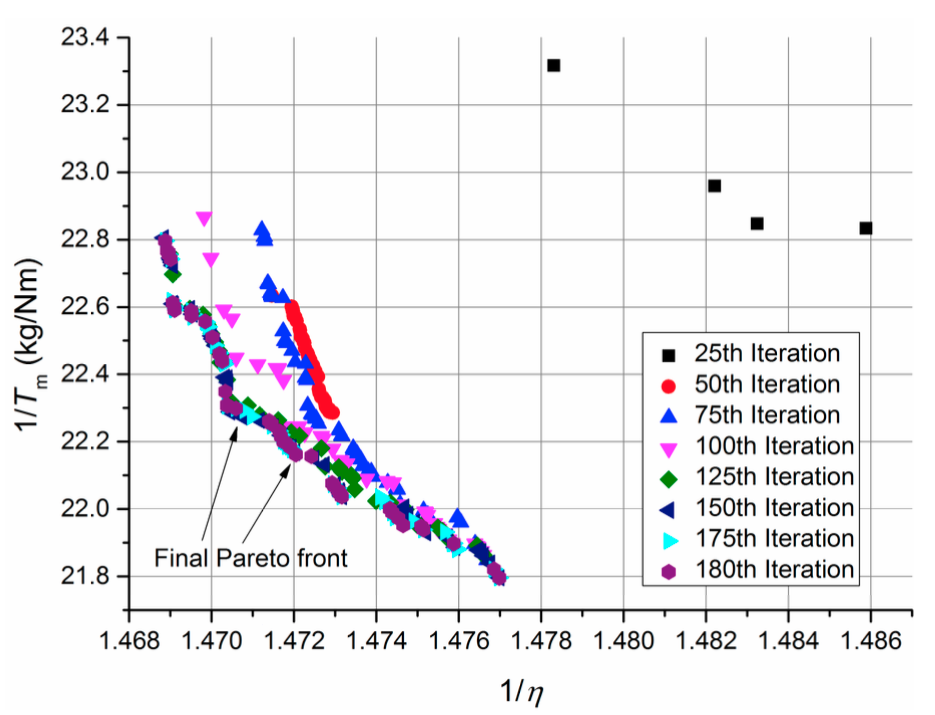 23.4
23.2
23.0
22.8
22.6
22.4
22.2
22.0
21.8
1/Tm (kg/Nm)
25th Iteration
50th Iteration
75th Iteration
100th Iteration
125th Iteration
150th Iteration
175th Iteration
180th Iteration
Final Pareto front
1.468 1.470 1.472 1.474 1.476 1.478 1.480 1.482 1.484 1.486
1/η